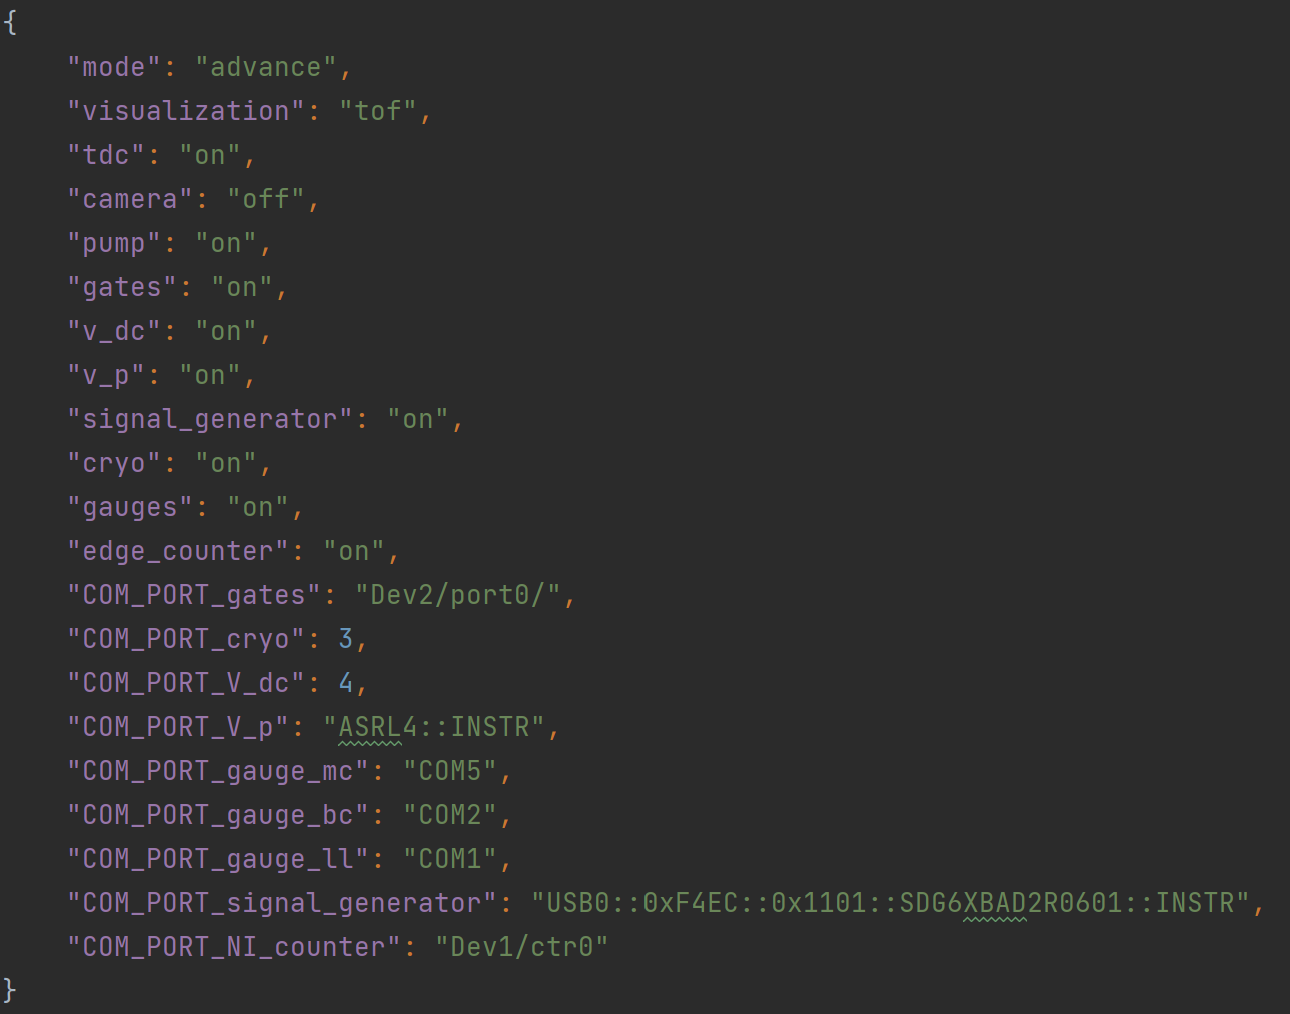 {
    "mode": "advance",
    "visualization": "tof",
    "tdc": "on",
    "camera": "off",
    "pump": "on",
    "gates": "on",
    "v_dc": "on",
    "v_p": "on",
    "signal_generator": "on",
    "cryo": "on",
    "gauges": "on",
    "edge_counter": "on",
    "COM_PORT_gates": "Dev2/port0/",
    "COM_PORT_cryo": 3,
    "COM_PORT_V_dc": 4,
    "COM_PORT_V_p": "ASRL4::INSTR",
    "COM_PORT_gauge_mc": "COM5",
    "COM_PORT_gauge_bc": "COM2",
    "COM_PORT_gauge_ll": "COM1",
    "COM_PORT_signal_generator": "USB0::0xF4EC::0x1101::SDG6XBAD2R0601::INSTR",
    "COM_PORT_NI_counter": "Dev1/ctr0"
}